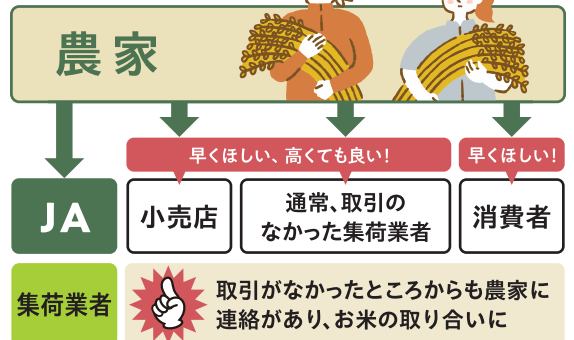 農家
早くほしい、高くても良い!
早くほしい!
JA
小売店
通常、取引の
なかった集荷業者
消費者
集荷業者
取引がなかったところからも農家に
連絡があり、お米の取り合いに